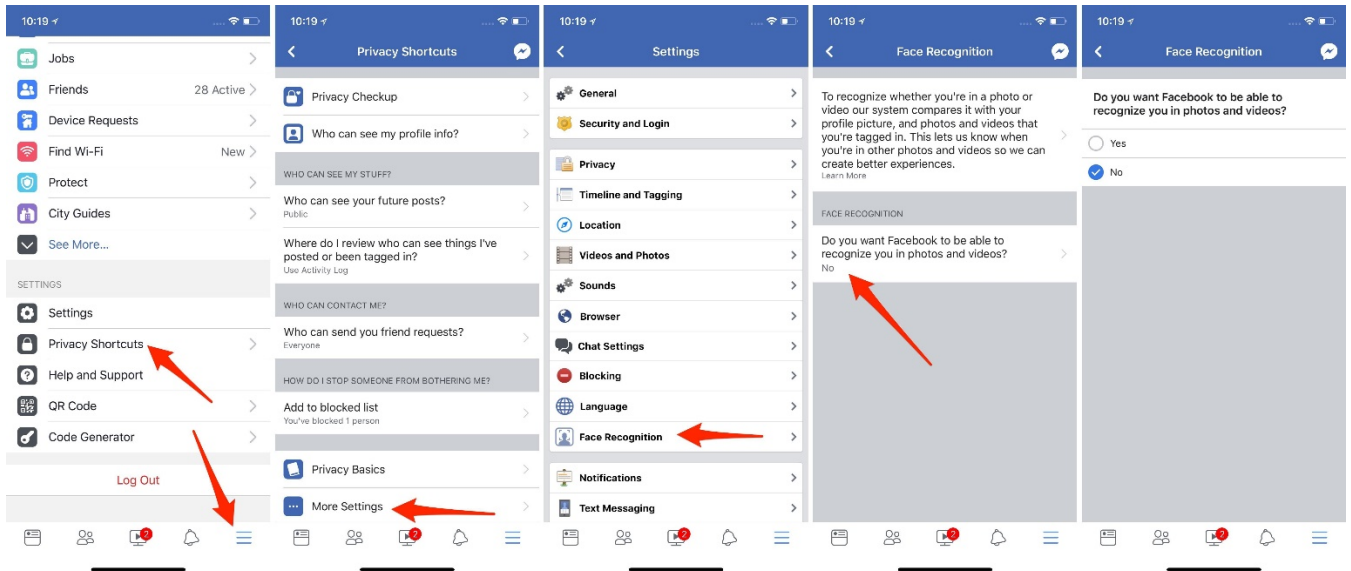 10:19
Jobs
Friends 28 Active
Device Requests
Find Wi-Fi New
Protect
City Guides
See More...
SETTINGS
Settings
Privacy Shortcuts
Help and Support
QR Code
Code Generator
Log Out
2
10:19
Privacy Shortcuts
Privacy Checkup
Who can see my profile info?
WHO CAN SEE MY STUFF?
Who can see your future posts?
Public
Where do I review who can see things I've
posted or been tagged in?
Use Activity Log
WHO CAN CONTACT ME?
Who can send you friend requests?
Everyone
HOW DO I STOP SOMEONE FROM BOTHERING ME?
Add to blocked list
You've blocked 1 person
Privacy Basics
More Settings
2
10:19
Settings
General
Security and Login
Privacy
Timeline and Tagging
Location
Videos and Photos
Sounds
Browser
Chat Settings
Blocking
Language
Face Recognition
Notifications
Text Messaging
2
10:19
Face Recognition
To recognize whether you're in a photo or
video our system compares it with your
profile picture, and photos and videos that
you're tagged in. This lets us know when
you're in other photos and videos so we can
create better experiences.
Learn More
FACE RECOGNITION
Do you want Facebook to be able to
recognize you in photos and videos?
No
2
10:19
Face Recognition
Do you want Facebook to be able to
recognize you in photos and videos?
Yes
No
2